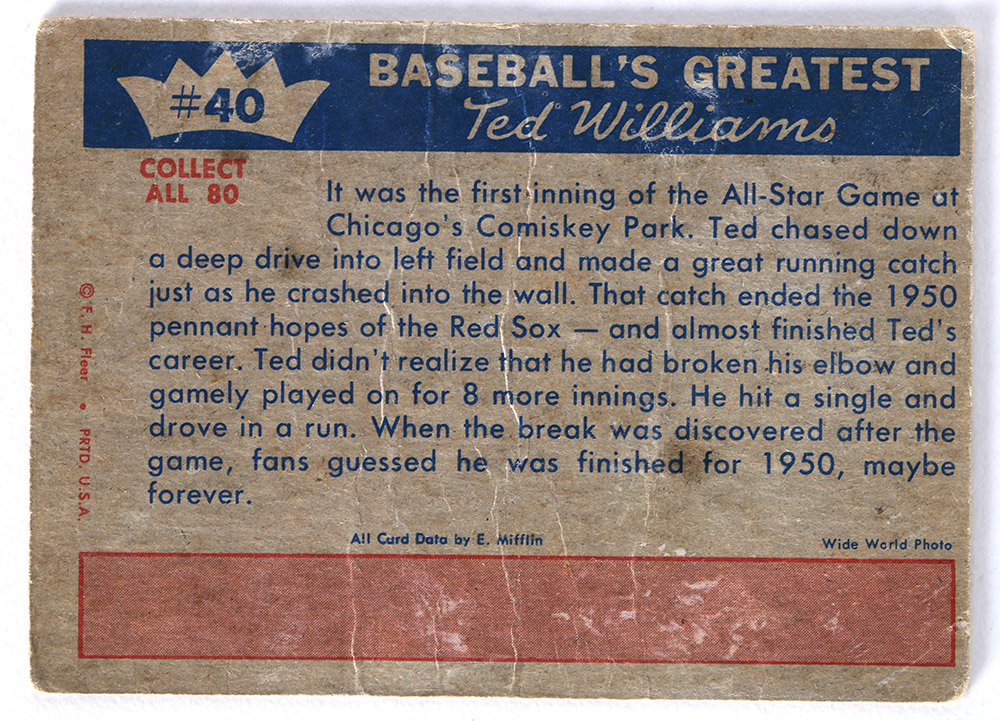 #40
BASEBALL'S GREATEST
Ted Williams
COLLECT
ALL 80
It was the first inning of the All-Star Game at
Chicago's Comiskey Park. Ted chased down
a deep drive into left field and made a great running catch
just as he crashed into the wall. That catch ended the 1950
pennant hopes of the Red Sox — and almost finished Ted's
career. Ted didn't realize that he had broken his elbow and
gamely played on for 8 more innings. He hit a single and
drove in a run. When the break was discovered after the
game, fans guessed he was finished for 1950, maybe
forever.
© F. H. Fleer • PRTD. U.S.A.
All Card Data by E. Mifflin
Wide World Photo